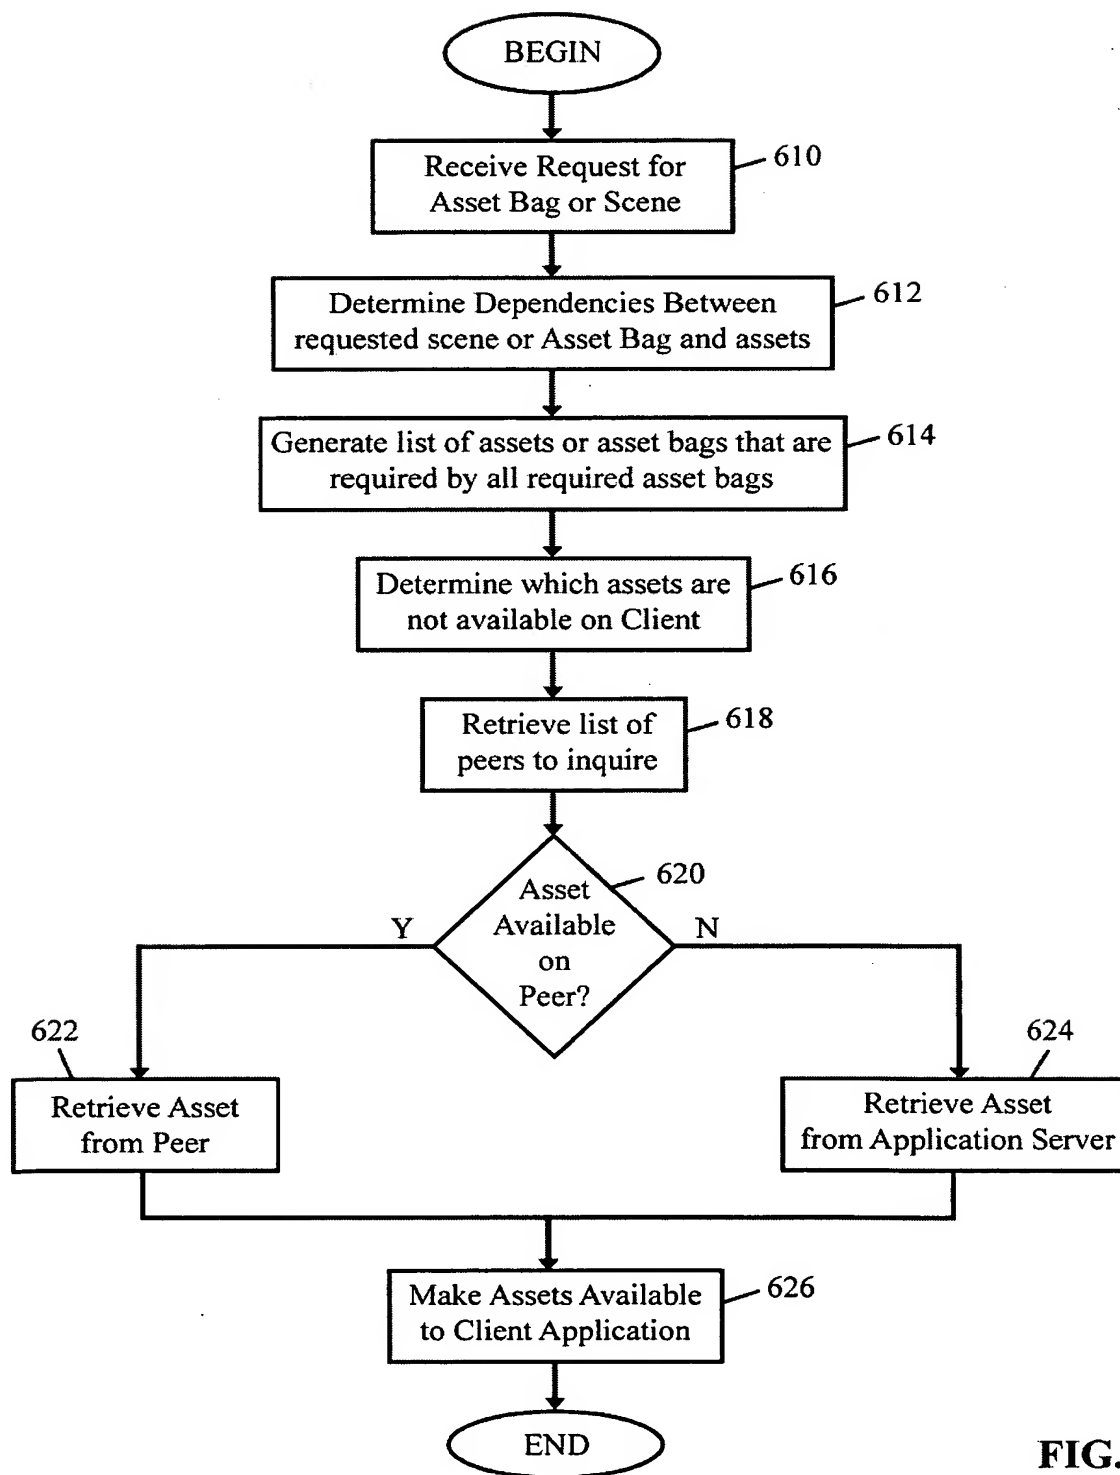 BEGIN
Receive Request for
Asset Bag or Scene
610
Determine Dependencies Between
requested scene or Asset Bag and assets
612
Generate list of assets or asset bags that are
required by all required asset bags
614
Determine which assets are
not available on Client
616
Retrieve list of
peers to inquire
618
Asset
Available
on
Peer?
620
Y
N
622
Retrieve Asset
from Peer
624
Retrieve Asset
from Application Server
Make Assets Available
to Client Application
626
END
FIG.